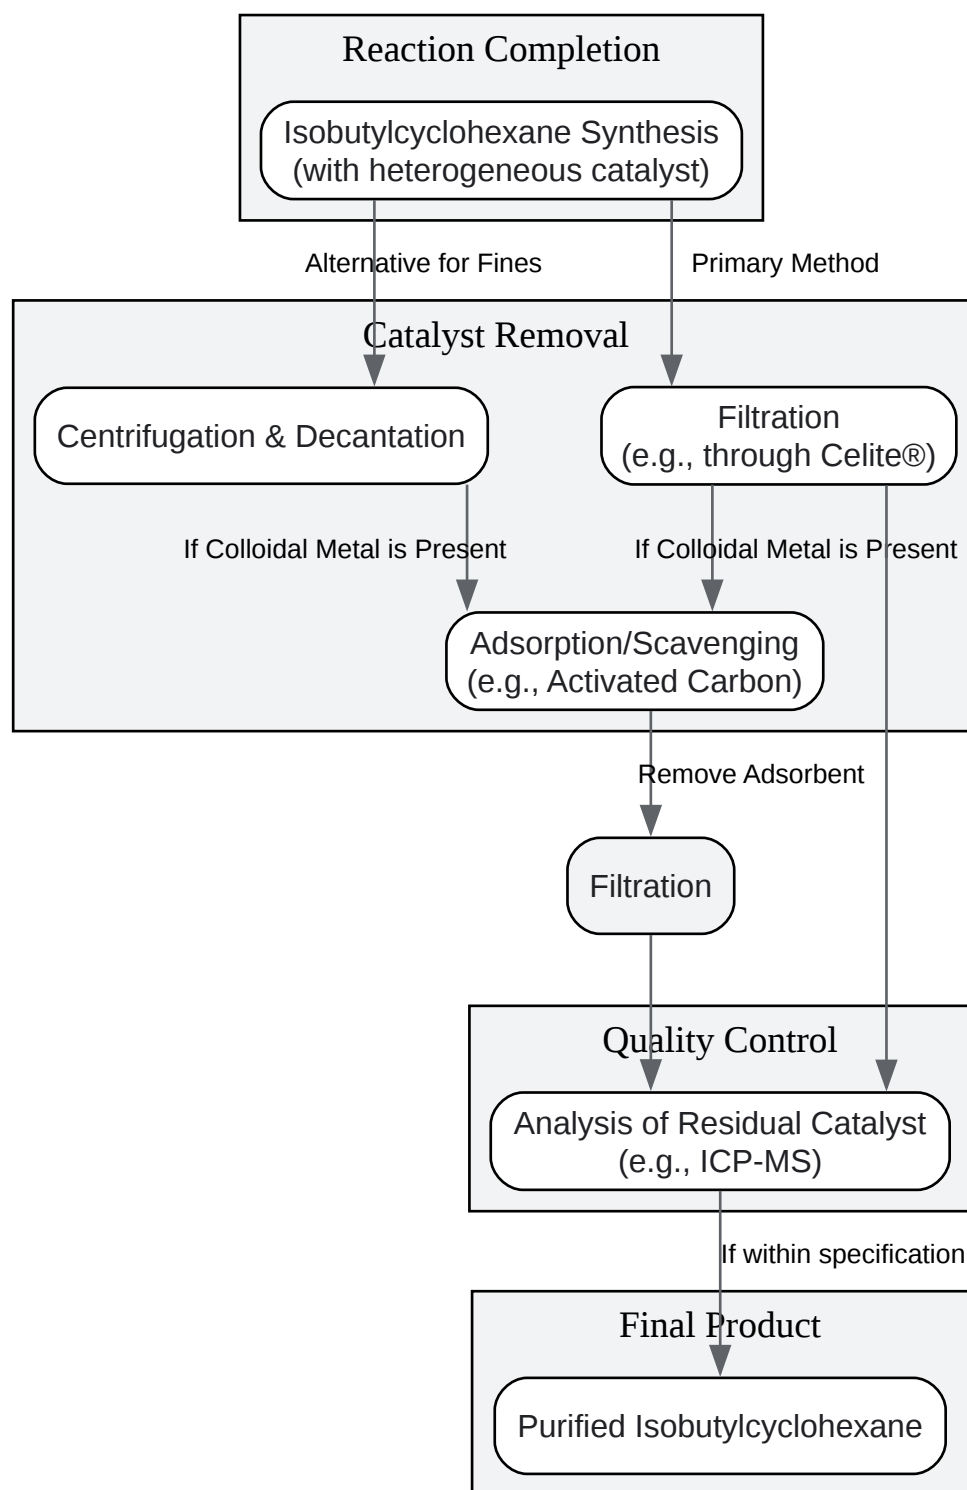 Reaction Completion
Isobutylcyclohexane Synthesis
(with heterogeneous catalyst)
Alternative for Fines
Primary Method
Catalyst Removal
Centrifugation & Decantation
Filtration
(e.g., through Celite®)
If Colloidal Metal is Present
If Colloidal Metal is Present
Adsorption/Scavenging
(e.g., Activated Carbon)
Remove Adsorbent
Filtration
Quality Control
Analysis of Residual Catalyst
(e.g., ICP-MS)
If within specification
Final Product
Purified Isobutylcyclohexane